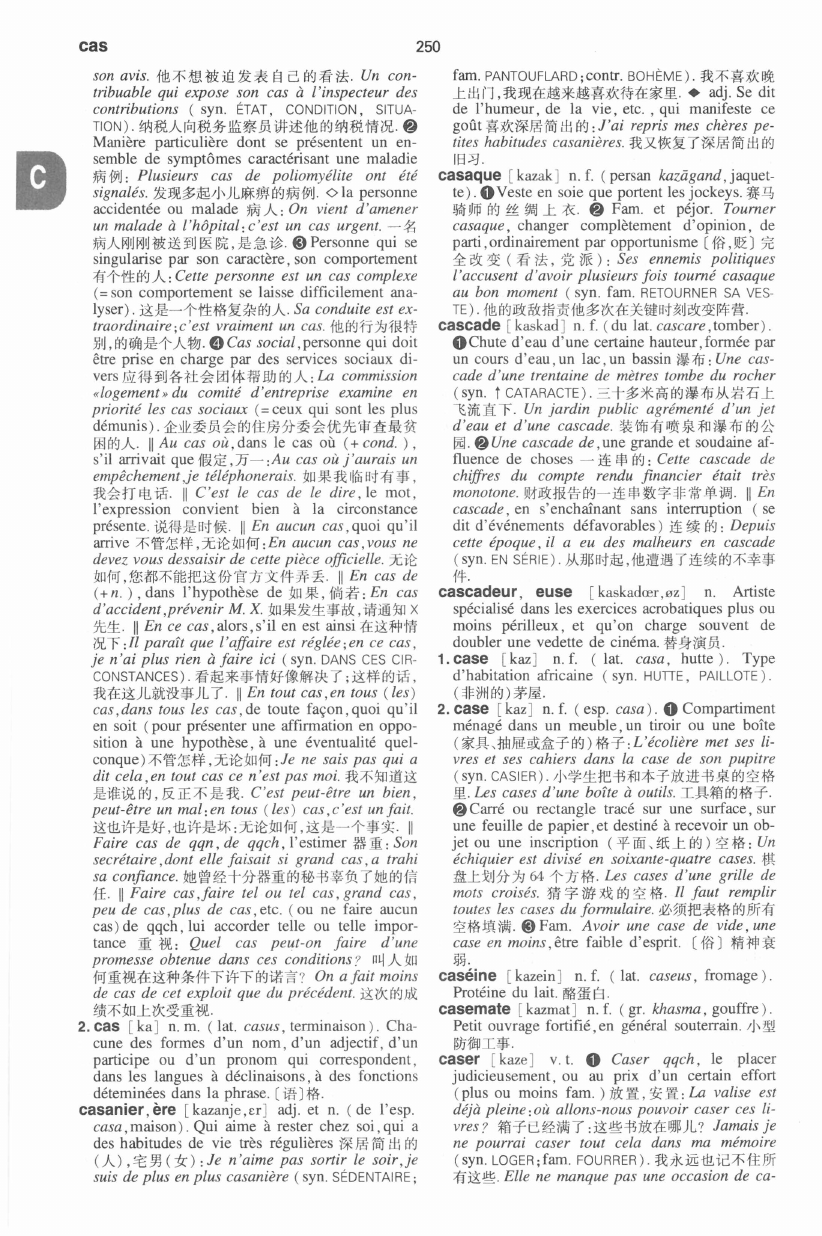 cas
250
C
son avis. 他不想被迫发表自己的看法. Un con-
tribuable qui expose son cas à l'inspecteur des
contributions ( syn. ÉTAT, CONDITION, SITUA-
TION). 纳税人向税务监察员讲述他的纳税情况. ❷
Manière particulière dont se présentent un en-
semble de symptômes caractérisant une maladie
病例: Plusieurs cas de poliomyélite ont été
signalés. 发现多起小儿麻痹的病例. ◇ la personne
accidentée ou malade 病人: On vient d'amener
un malade à l'hôpital: c'est un cas urgent. 一名
病人刚刚被送到医院,是急诊. ❸ Personne qui se
singularise par son caractère, son comportement
有个性的人: Cette personne est un cas complexe
(= son comportement se laisse difficilement ana-
lyser). 这是一个性格复杂的人. Sa conduite est ex-
traordinaire; c'est vraiment un cas. 他的行为很特
别,的确是个人物. ❹ Cas social, personne qui doit
être prise en charge par des services sociaux di-
vers 应得到各社会团体帮助的人: La commission
«logement» du comité d'entreprise examine en
priorité les cas sociaux (= ceux qui sont les plus
démunis). 企业委员会的住房分委会优先审查最贫
困的人. ‖ Au cas où, dans le cas où (+ cond. ),
s'il arrivait que 假定,万一: Au cas où j'aurais un
empêchement, je téléphonerais. 如果我临时有事,
我会打电话. ‖ C'est le cas de le dire, le mot,
l'expression convient bien à la circonstance
présente. 说得是时候. ‖ En aucun cas, quoi qu'il
arrive 不管怎样,无论如何: En aucun cas, vous ne
devez vous dessaisir de cette pièce officielle. 无论
如何,您都不能把这份官方文件弄丢. ‖ En cas de
(+ n. ), dans l'hypothèse de 如果,倘若: En cas
d'accident, prévenir M. X. 如果发生事故,请通知 X
先生. ‖ En ce cas, alors, s'il en est ainsi 在这种情
况下: Il paraît que l'affaire est réglée; en ce cas,
je n'ai plus rien à faire ici ( syn. DANS CES CIR-
CONSTANCES). 看起来事情好像解决了;这样的话,
我在这儿就没事儿了. ‖ En tout cas, en tous (les)
cas, dans tous les cas, de toute façon, quoi qu'il
en soit ( pour présenter une affirmation en oppo-
sition à une hypothèse, à une éventualité quel-
conque) 不管怎样,无论如何: Je ne sais pas qui a
dit cela, en tout cas ce n'est pas moi. 我不知道这
是谁说的,反正不是我. C'est peut-être un bien,
peut-être un mal: en tous (les) cas, c'est un fait.
这也许是好,也许是坏;无论如何,这是一个事实. ‖
Faire cas de qqn, de qqch, l'estimer 器重: Son
secrétaire, dont elle faisait si grand cas, a trahi
sa confiance. 她曾经十分器重的秘书辜负了她的信
任. ‖ Faire cas, faire tel ou tel cas, grand cas,
peu de cas, plus de cas, etc. ( ou ne faire aucun
cas) de qqch, lui accorder telle ou telle impor-
tance 重视: Quel cas peut-on faire d'une
promesse obtenue dans ces conditions? 叫人如
何重视在这种条件下许下的诺言? On a fait moins
de cas de cet exploit que du précédent. 这次的成
绩不如上次受重视.
2. cas [ka] n. m. ( lat. casus, terminaison). Cha-
cune des formes d'un nom, d'un adjectif, d'un
participe ou d'un pronom qui correspondent,
dans les langues à déclinaisons, à des fonctions
déteminées dans la phrase.〔语〕格.
casanier, ère [kazanje, ɛr] adj. et n. ( de l'esp.
casa, maison). Qui aime à rester chez soi, qui a
des habitudes de vie très régulières 深居简出的
(人),宅男(女): Je n'aime pas sortir le soir, je
suis de plus en plus casanière ( syn. SÉDENTAIRE;
fam. PANTOUFLARD; contr. BOHÈME). 我不喜欢晚
上出门,我现在越来越喜欢待在家里. ◆ adj. Se dit
de l'humeur, de la vie, etc. , qui manifeste ce
goût 喜欢深居简出的: J'ai repris mes chères pe-
tites habitudes casanières. 我又恢复了深居简出的
旧习.
casaque [kazak] n. f. ( persan kazāgand, jaquet-
te). ❶ Veste en soie que portent les jockeys. 赛马
骑师的丝绸上衣. ❷ Fam. et péjor. Tourner
casaque, changer complètement d'opinion, de
parti, ordinairement par opportunisme〔俗,贬〕完
全改变(看法,党派): Ses ennemis politiques
l'accusent d'avoir plusieurs fois tourné casaque
au bon moment ( syn. fam. RETOURNER SA VES-
TE). 他的政敌指责他多次在关键时刻改变阵营.
cascade [kaskad] n. f. (du lat. cascare, tomber).
❶ Chute d'eau d'une certaine hauteur, formée par
un cours d'eau, un lac, un bassin 瀑布: Une cas-
cade d'une trentaine de mètres tombe du rocher
(syn. ↑ CATARACTE). 三十多米高的瀑布从岩石上
飞流直下. Un jardin public agrémenté d'un jet
d'eau et d'une cascade. 装饰有喷泉和瀑布的公
园. ❷ Une cascade de, une grande et soudaine af-
fluence de choses 一连串的: Cette cascade de
chiffres du compte rendu financier était très
monotone. 财政报告的一连串数字非常单调. ‖ En
cascade, en s'enchaînant sans interruption ( se
dit d'événements défavorables) 连续的: Depuis
cette époque, il a eu des malheurs en cascade
( syn. EN SÉRIE). 从那时起,他遭遇了连续的不幸事
件.
cascadeur, euse [kaskadœr, øz] n. Artiste
spécialisé dans les exercices acrobatiques plus ou
moins périlleux, et qu'on charge souvent de
doubler une vedette de cinéma. 替身演员.
1. case [kaz] n. f. ( lat. casa, hutte ). Type
d'habitation africaine ( syn. HUTTE, PAILLOTE).
(非洲的)茅屋.
2. case [kaz] n. f. ( esp. casa). ❶ Compartiment
ménagé dans un meuble, un tiroir ou une boîte
(家具、抽屉或盒子的)格子: L'écolière met ses li-
vres et ses cahiers dans la case de son pupitre
(syn. CASIER). 小学生把书和本子放进书桌的空格
里. Les cases d'une boîte à outils. 工具箱的格子.
❷ Carré ou rectangle tracé sur une surface, sur
une feuille de papier, et destiné à recevoir un ob-
jet ou une inscription (平面、纸上的)空格: Un
échiquier est divisé en soixante-quatre cases. 棋
盘上划分为 64 个方格. Les cases d'une grille de
mots croisés. 猜字游戏的空格. Il faut remplir
toutes les cases du formulaire. 必须把表格的所有
空格填满. ❸ Fam. Avoir une case de vide, une
case en moins, être faible d'esprit. 〔俗〕精神衰
弱.
caséine [kazein] n. f. ( lat. caseus, fromage ).
Protéine du lait. 酪蛋白.
casemate [kazmat] n. f. ( gr. khasma, gouffre).
Petit ouvrage fortifié, en général souterrain. 小型
防御工事.
caser [kaze] v. t. ❶ Caser qqch, le placer
judicieusement, ou au prix d'un certain effort
(plus ou moins fam. ) 放置,安置: La valise est
déjà pleine: où allons-nous pouvoir caser ces li-
vres? 箱子已经满了:这些书放在哪儿? Jamais je
ne pourrai caser tout cela dans ma mémoire
(syn. LOGER; fam. FOURRER). 我永远也记不住所
有这些. Elle ne manque pas une occasion de ca-